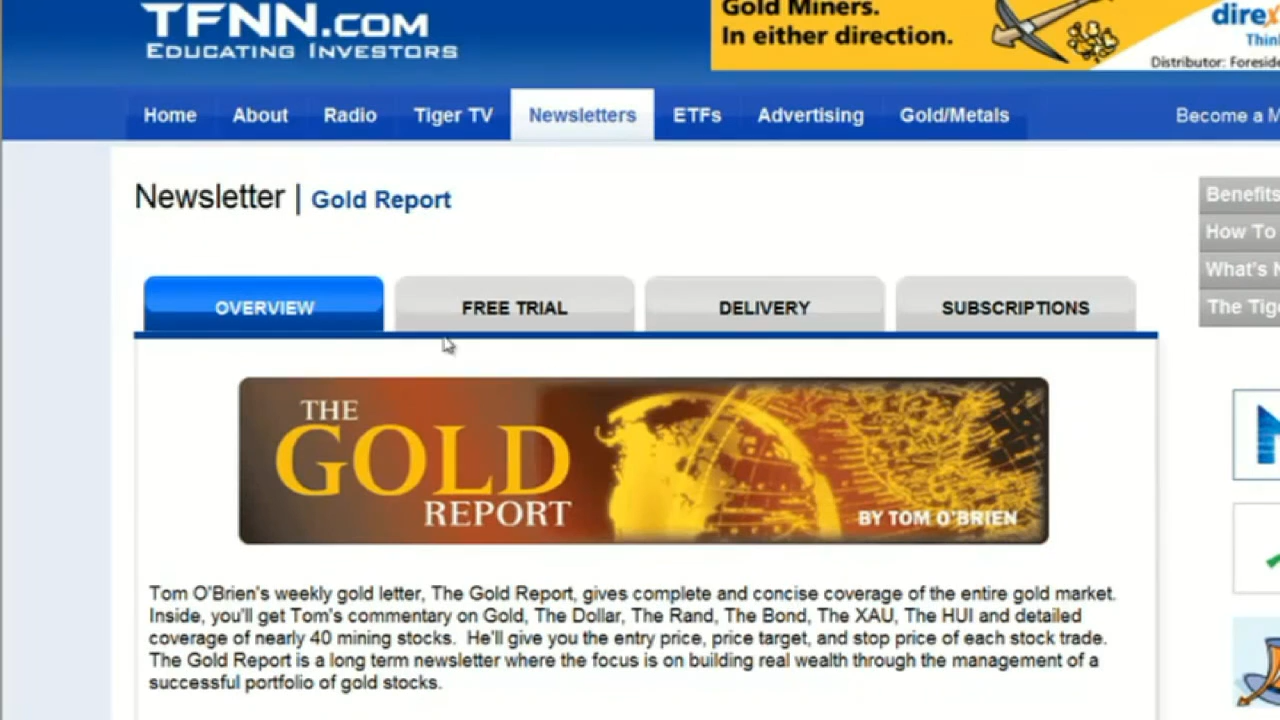 TFNN.COM
EDUCATING INVESTORS
Gold Miners.
In either direction.
Distributor:
Home About Radio Tiger TV Newsletters ETFs Advertising Gold/Metals Become a
Newsletter | Gold Report
Benefits
How To
What's
The
OVERVIEW FREE TRIAL DELIVERY SUBSCRIPTIONS
THE
GOLD
REPORT
BY TOM O'BRIEN
Tom O'Brien's weekly gold letter, The Gold Report, gives complete and concise coverage of the entire gold market.
Inside, you'll get Tom's commentary on Gold, The Dollar, The Rand, The Bond, The XAU, The HUI and detailed
coverage of nearly 40 mining stocks. He'll give you the entry price, price target, and stop price of each stock trade.
The Gold Report is a long term newsletter where the focus is on building real wealth through the management of a
successful portfolio of gold stocks.